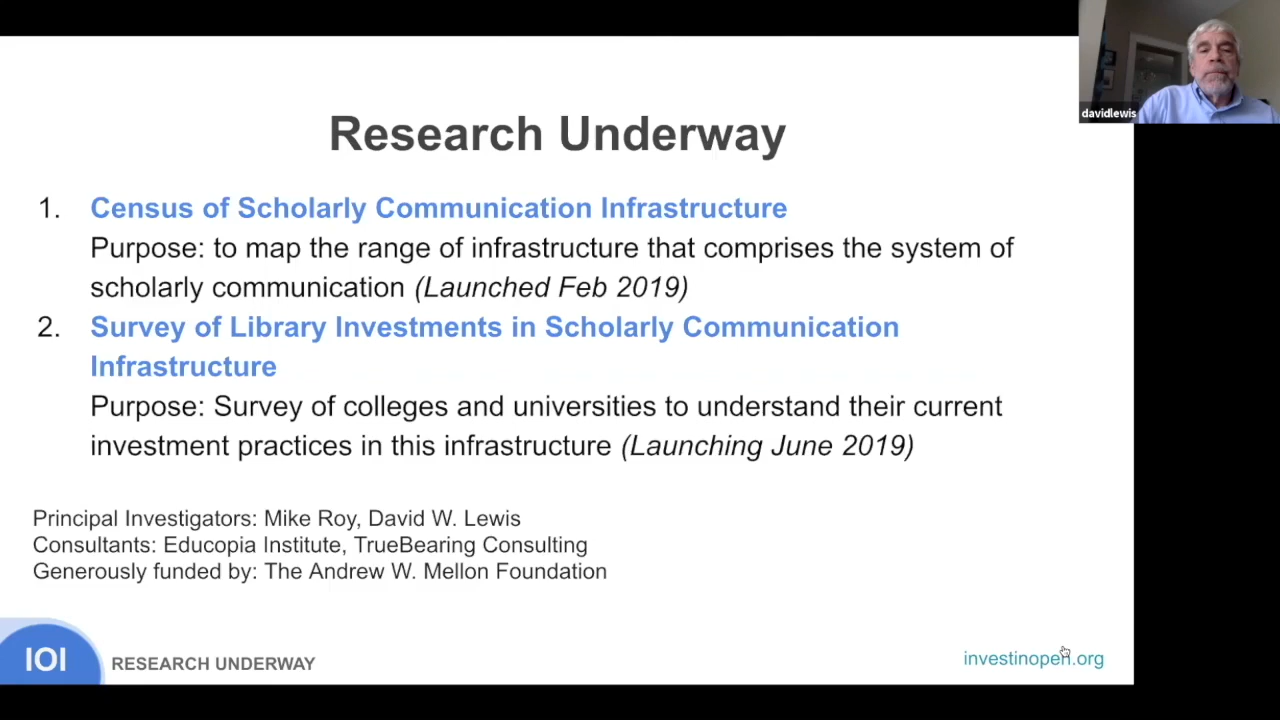 davidlewis
Research Underway
1. Census of Scholarly Communication Infrastructure
Purpose: to map the range of infrastructure that comprises the system of
scholarly communication (Launched Feb 2019)
2. Survey of Library Investments in Scholarly Communication
Infrastructure
Purpose: Survey of colleges and universities to understand their current
investment practices in this infrastructure (Launching June 2019)
Principal Investigators: Mike Roy, David W. Lewis
Consultants: Educopia Institute, TrueBearing Consulting
Generously funded by: The Andrew W. Mellon Foundation
IOI
RESEARCH UNDERWAY
investinopen.org